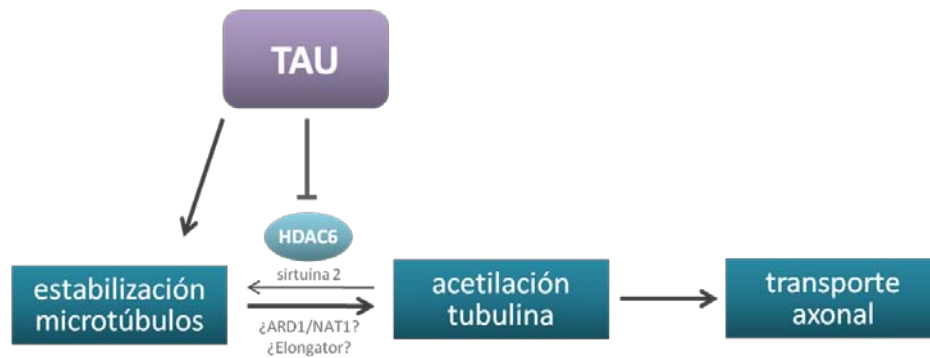 TAU
HDAC6
sirtuína 2
estabilización
microtúbulos
¿ARD1/NAT1?
¿Elongator?
acetilación
tubulina
transporte
axonal